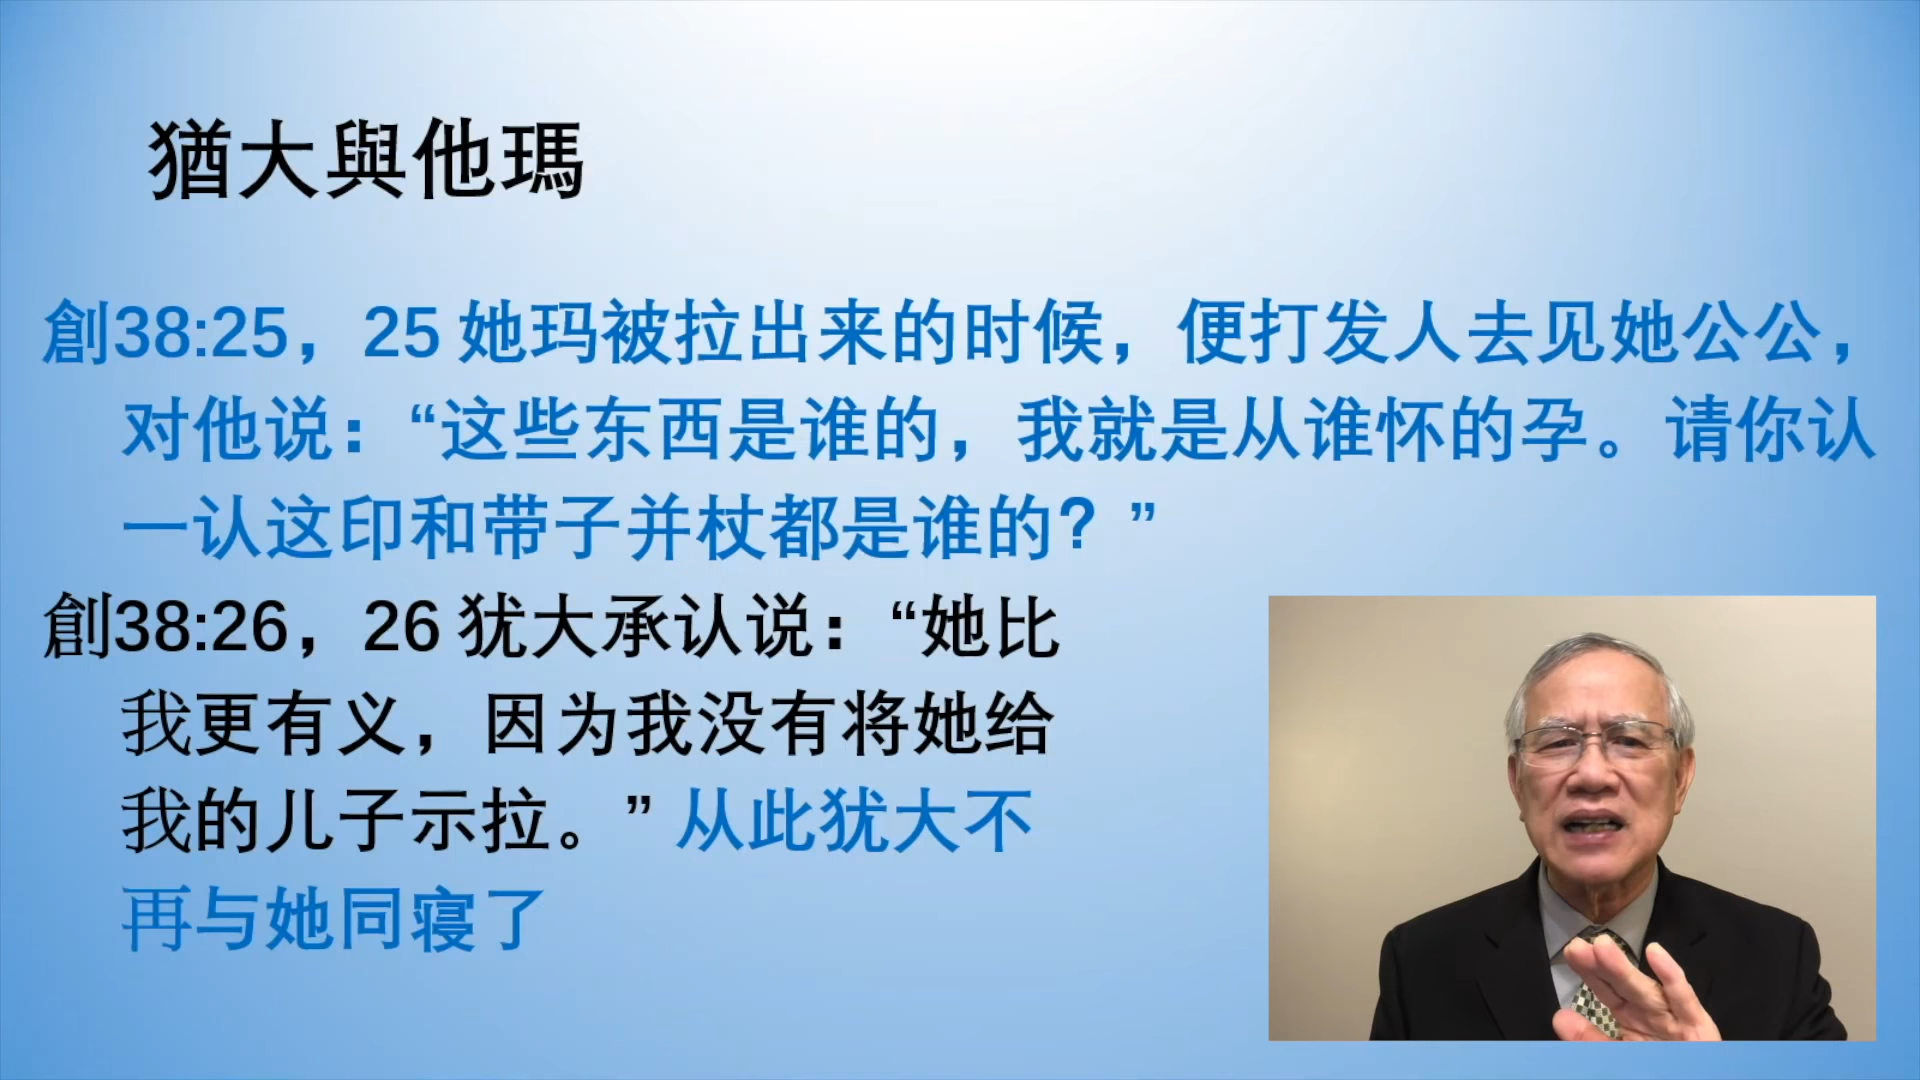 猶大與他瑪
創38:25，25 她玛被拉出来的时候，便打发人去见她公公，
对他说：“这些东西是谁的，我就是从谁怀的孕。请你认
一认这印和带子并杖都是谁的？”
創38:26，26 犹大承认说：“她比
我更有义，因为我没有将她给
我的儿子示拉。” 从此犹大不
再与她同寝了